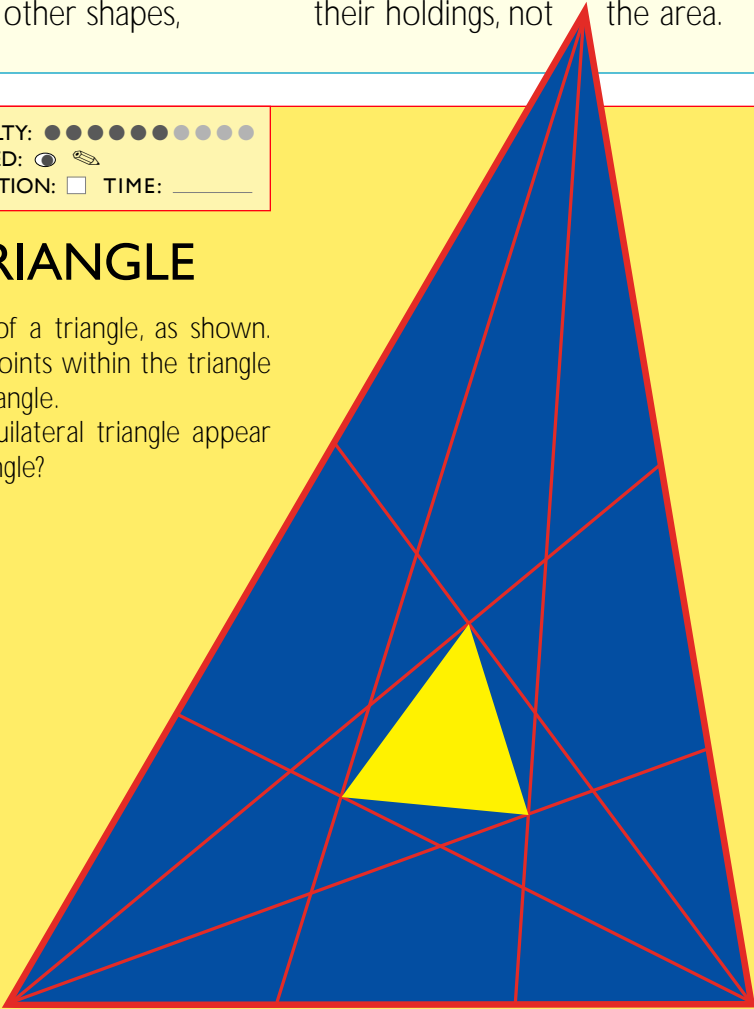 other shapes, their holdings, not the area.
LTY:
ED:
TION: TIME:
RIANGLE
of a triangle, as shown.
oints within the triangle
angle.
uilateral triangle appear
ngle?